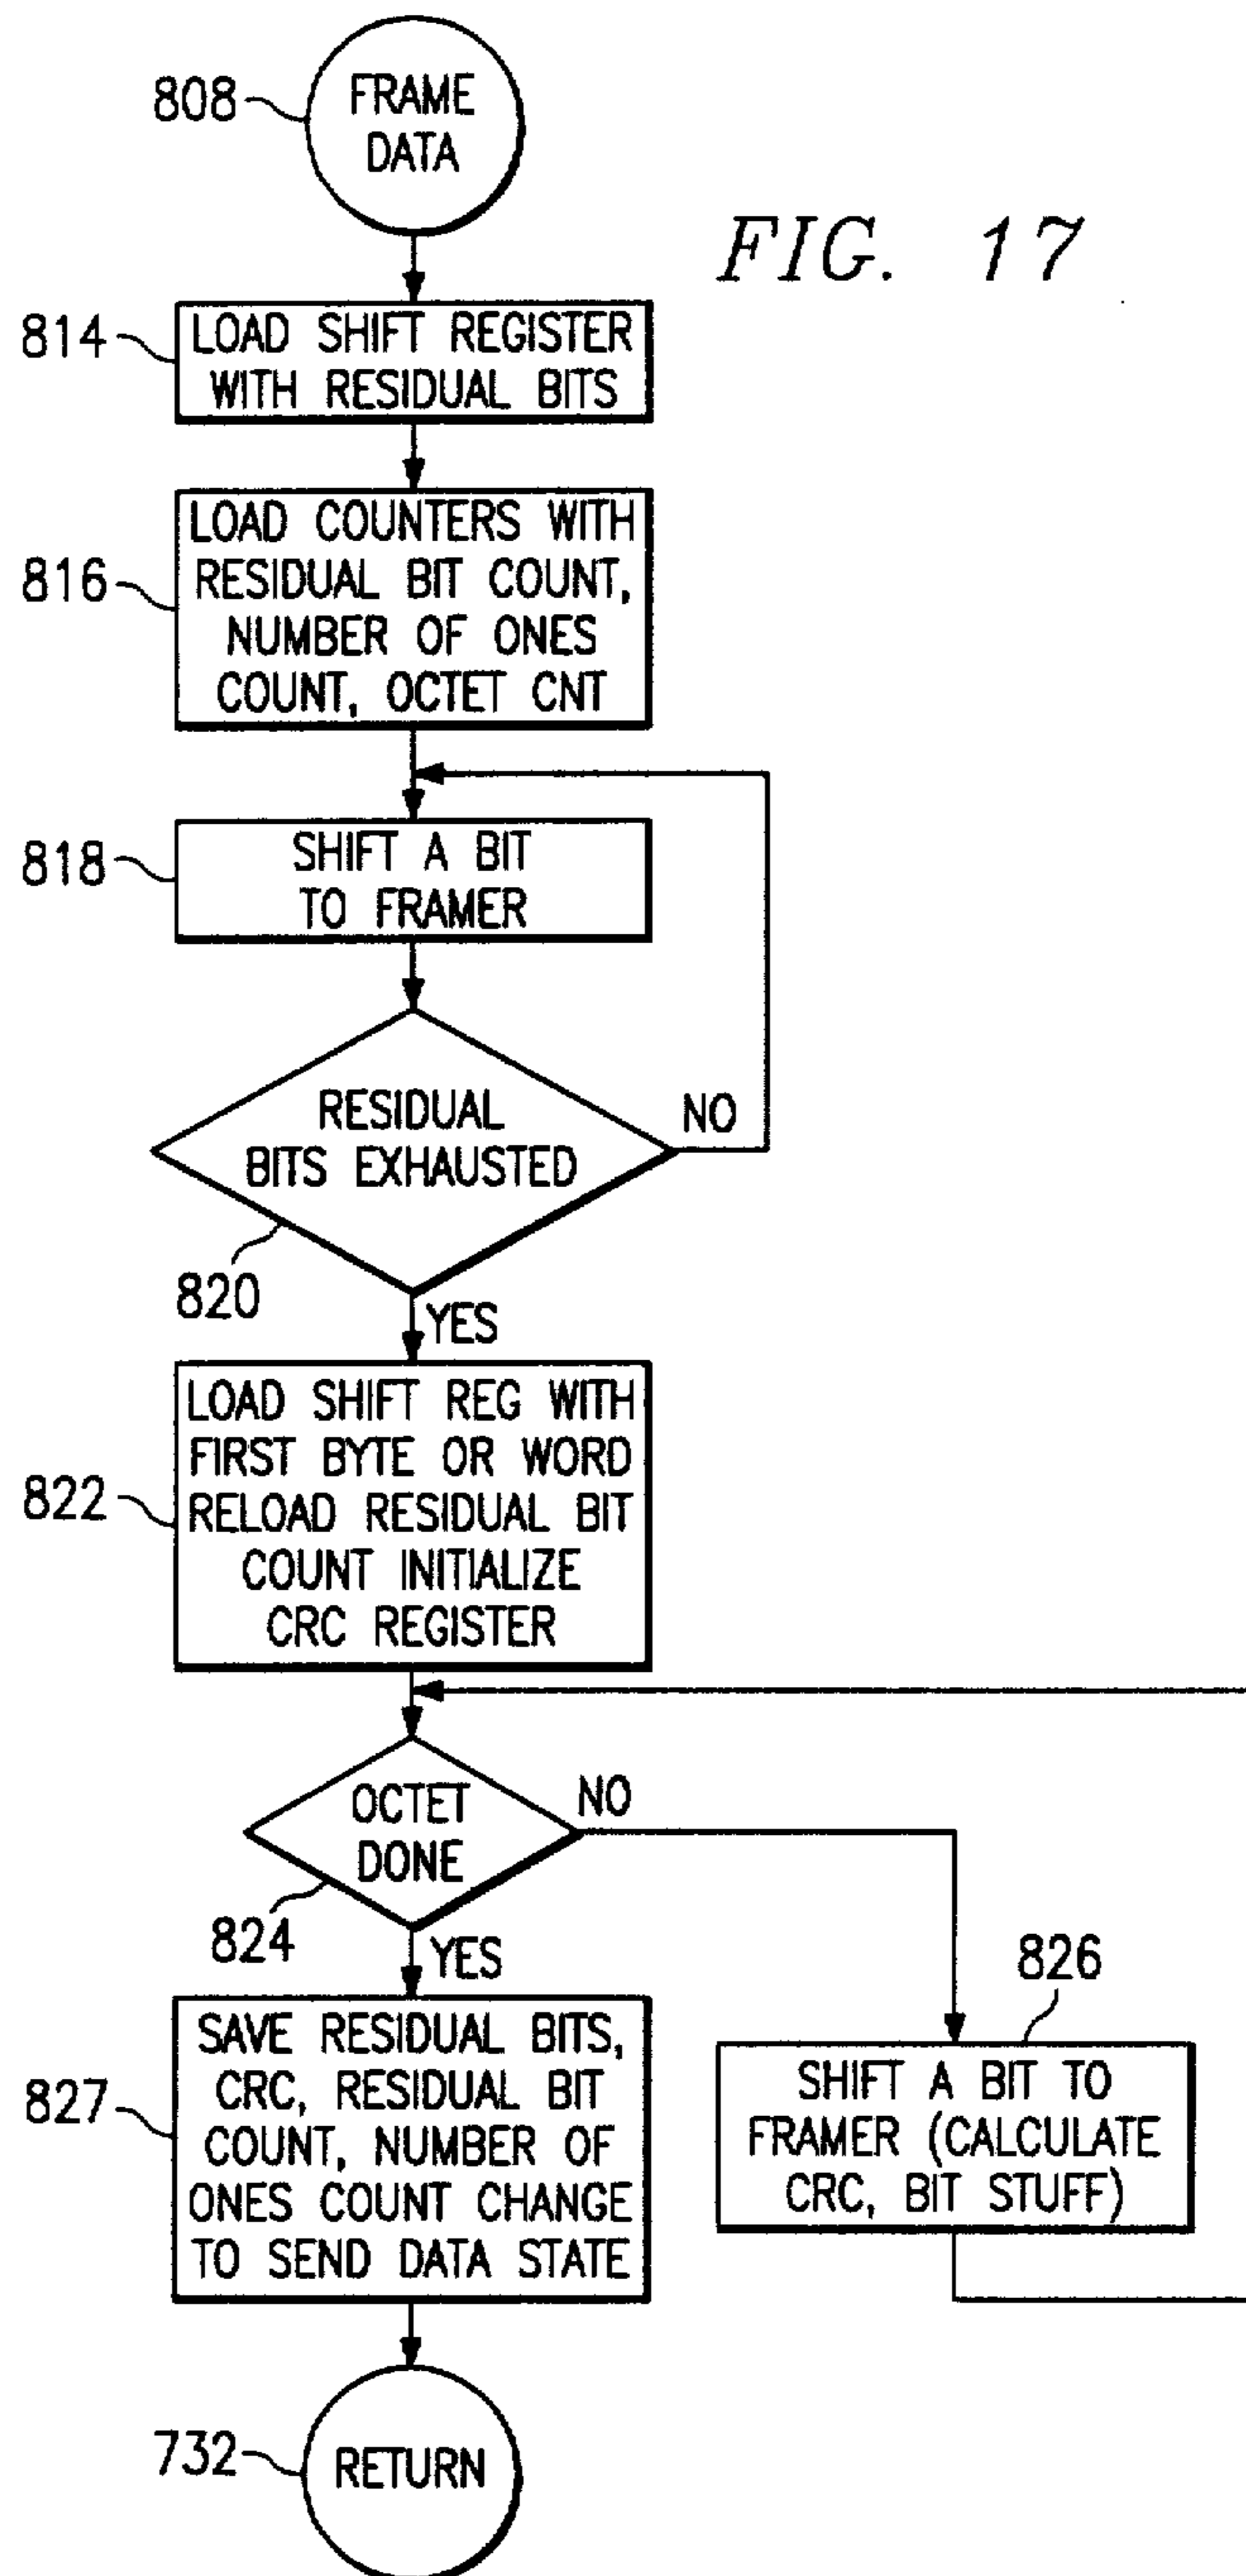 808
FRAME
DATA
FIG. 17
814
LOAD SHIFT REGISTER
WITH RESIDUAL BITS
816
LOAD COUNTERS WITH
RESIDUAL BIT COUNT,
NUMBER OF ONES
COUNT, OCTET CNT
818
SHIFT A BIT
TO FRAMER
RESIDUAL
BITS EXHAUSTED
NO
820
YES
822
LOAD SHIFT REG WITH
FIRST BYTE OR WORD
RELOAD RESIDUAL BIT
COUNT INITIALIZE
CRC REGISTER
OCTET
DONE
NO
824
YES
827
SAVE RESIDUAL BITS,
CRC, RESIDUAL BIT
COUNT, NUMBER OF
ONES COUNT CHANGE
TO SEND DATA STATE
826
SHIFT A BIT TO
FRAMER (CALCULATE
CRC, BIT STUFF)
732
RETURN